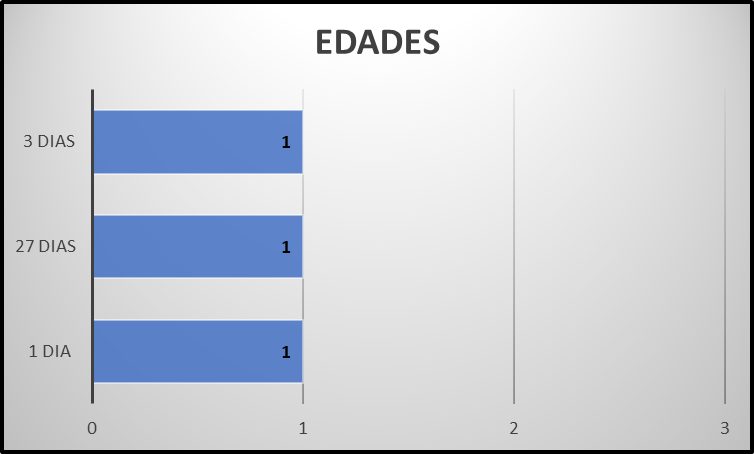 EDADES
3 DIAS
1
27 DIAS
1
1 DIA
1
0 1 2 3